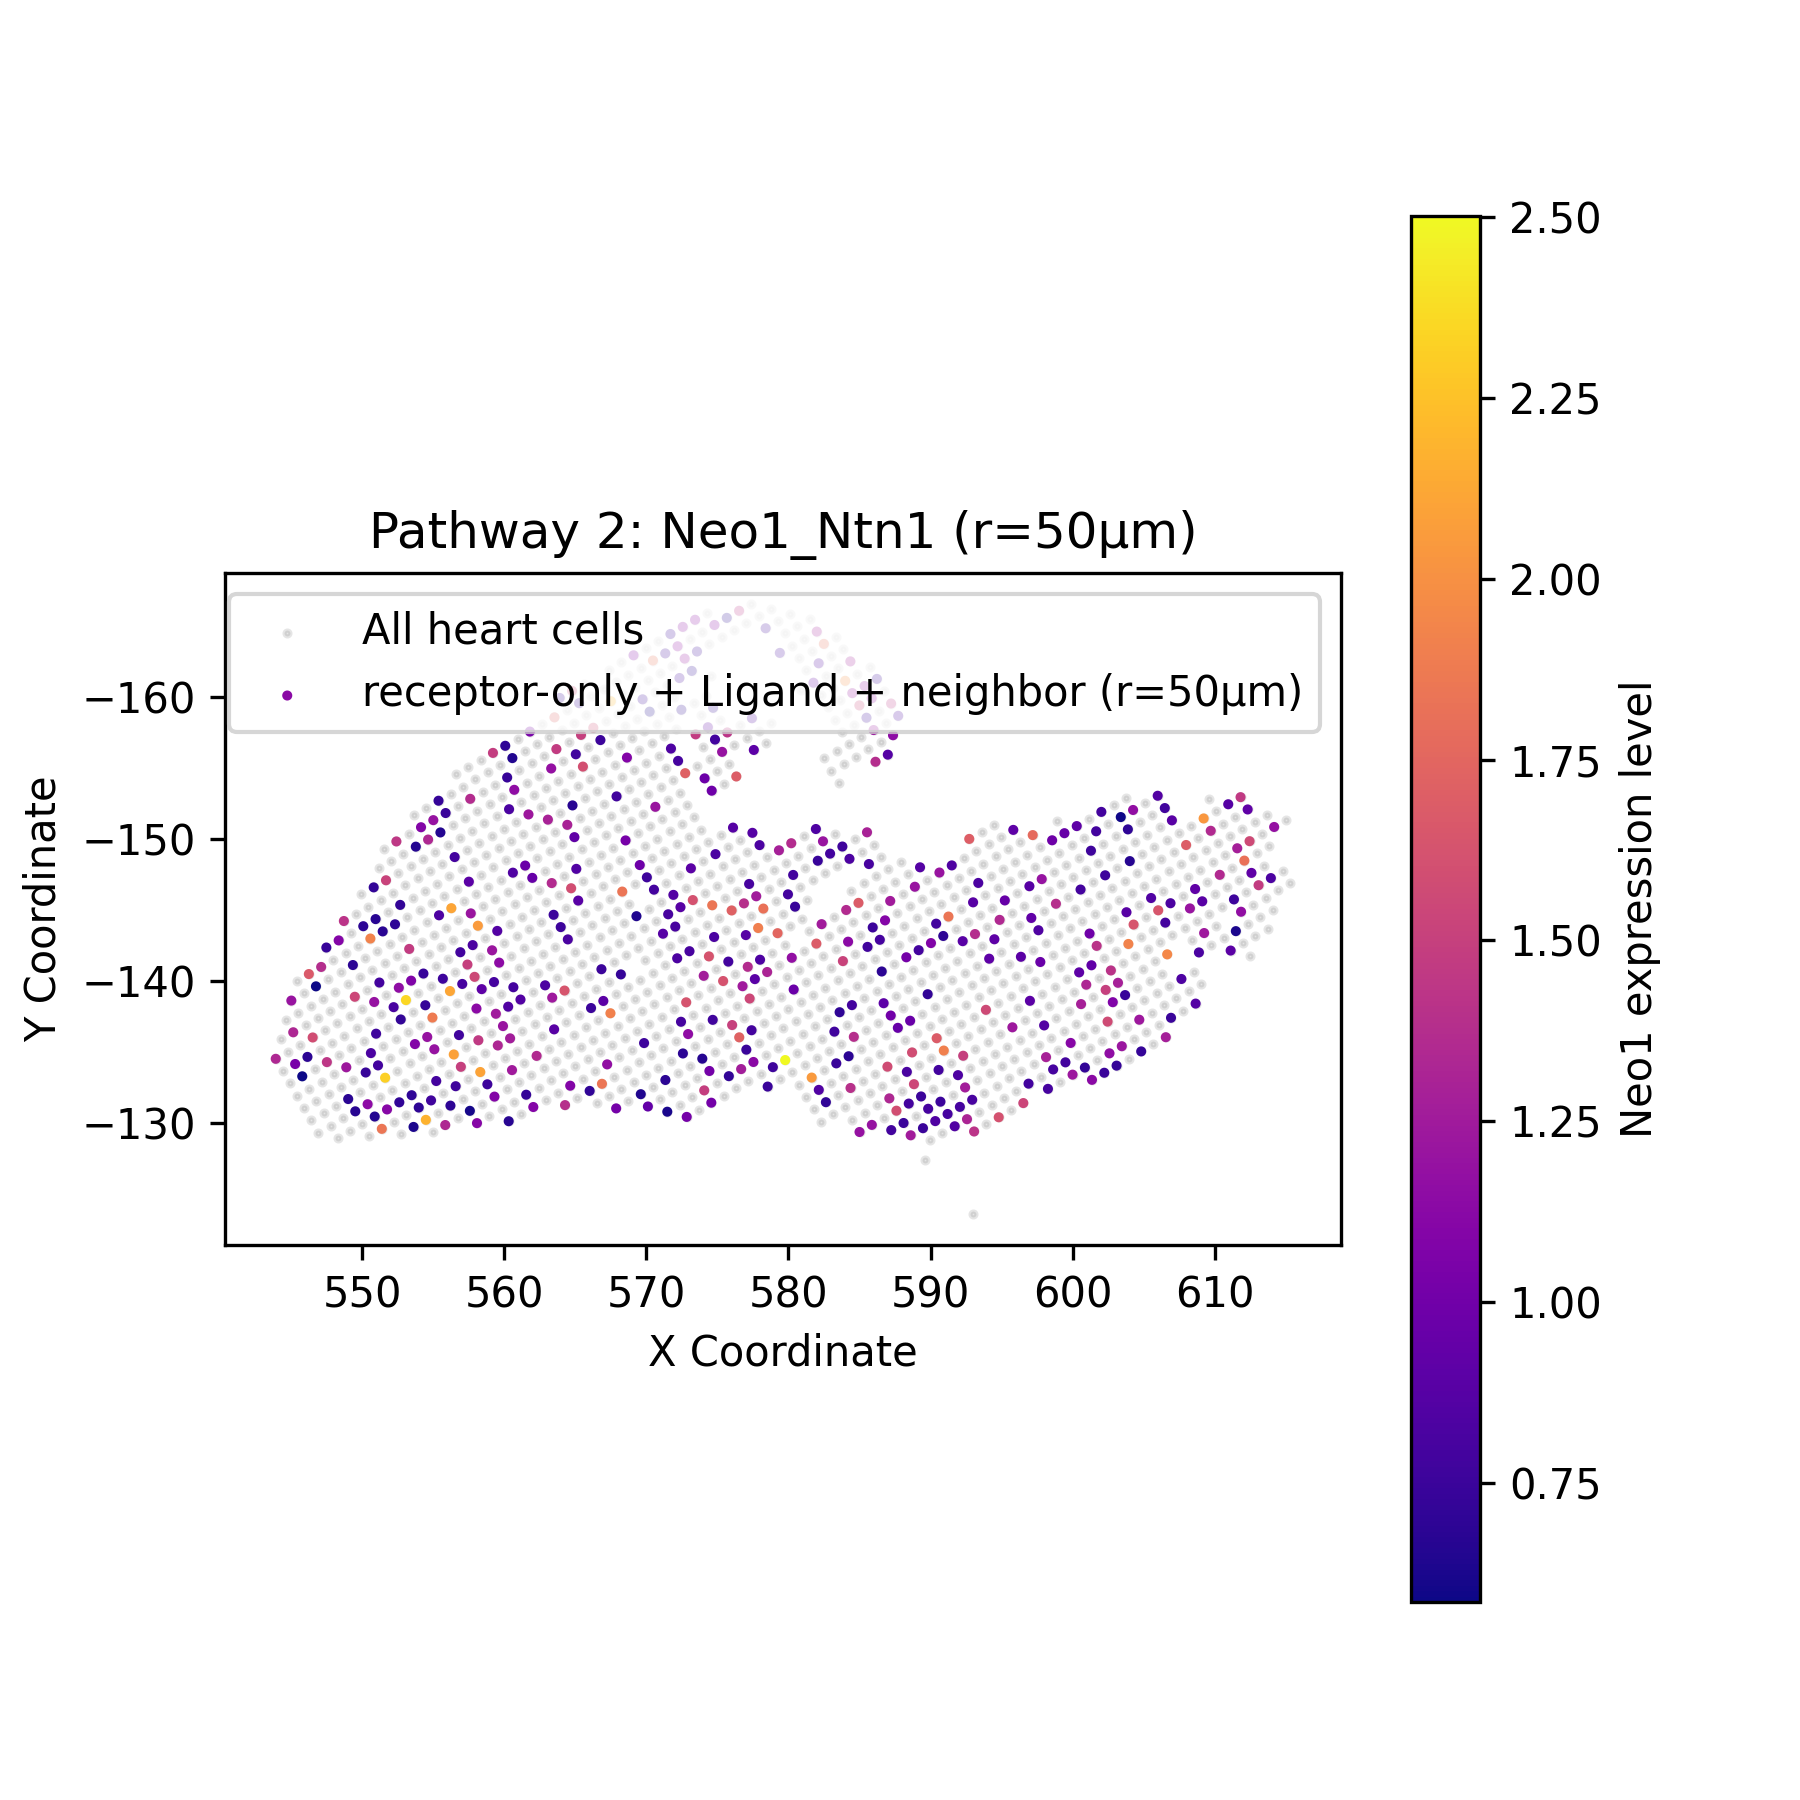 Pathway 2: Neo1_Ntn1 (r=50μm)
All heart cells
receptor-only + Ligand + neighbor (r=50μm)
−160
−150
−140
−130
Y Coordinate
550 560 570 580 590 600 610
X Coordinate
2.50
2.25
2.00
1.75
1.50
1.25
1.00
0.75
Neo1 expression level